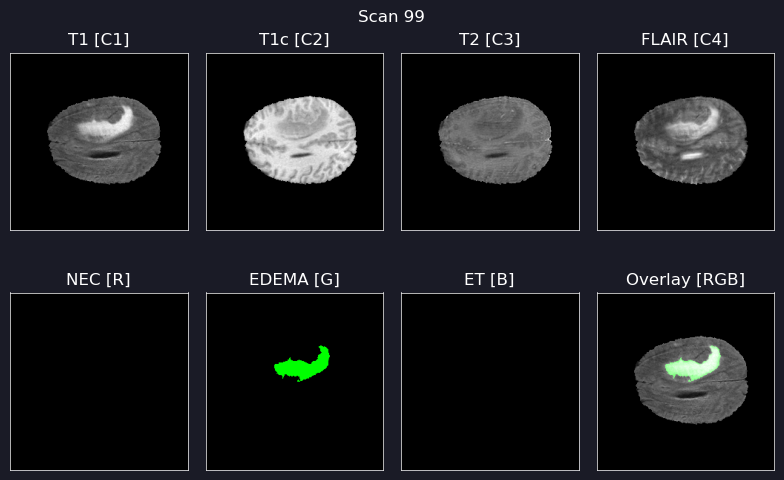 Scan 99
T1 [C1]
T1c [C2]
T2 [C3]
FLAIR [C4]
NEC [R]
EDEMA [G]
ET [B]
Overlay [RGB]